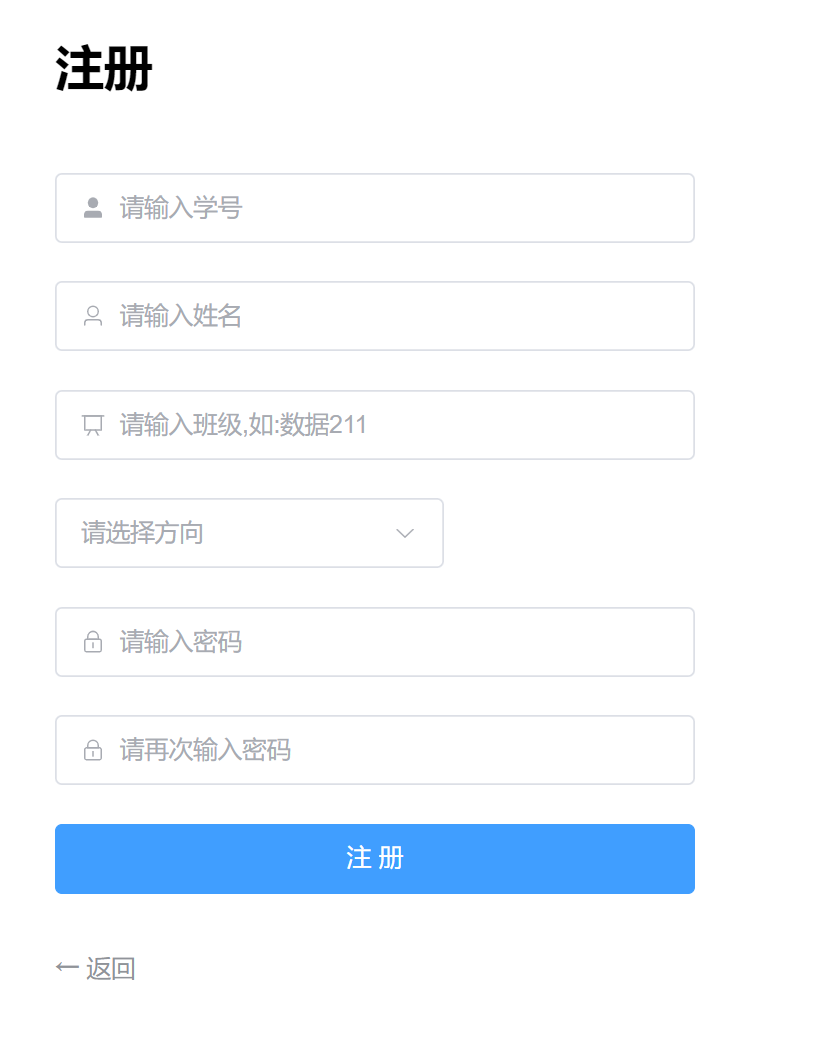 注册
请输入学号
请输入姓名
请输入班级,如:数据211
请选择方向
请输入密码
请再次输入密码
注 册
← 返回